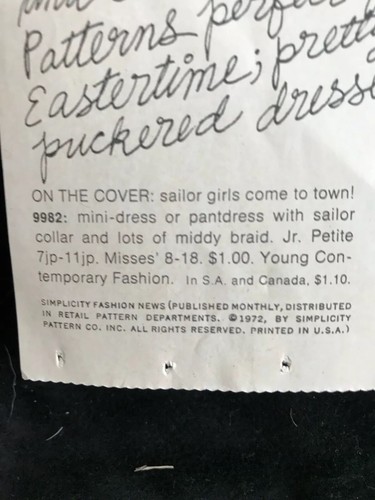 Patterns
Eastertime; pretty
puckered dresse
ON THE COVER: sailor girls come to town!
9982: mini-dress or pantdress with sailor
collar and lots of middy braid. Jr. Petite
7jp-11jp. Misses' 8-18. $1.00. Young Con-
temporary Fashion. In S.A. and Canada, $1.10.
SIMPLICITY FASHION NEWS (PUBLISHED MONTHLY, DISTRIBUTED
IN RETAIL PATTERN DEPARTMENTS. ©1972, BY SIMPLICITY
PATTERN CO. INC. ALL RIGHTS RESERVED. PRINTED IN U.S.A.)